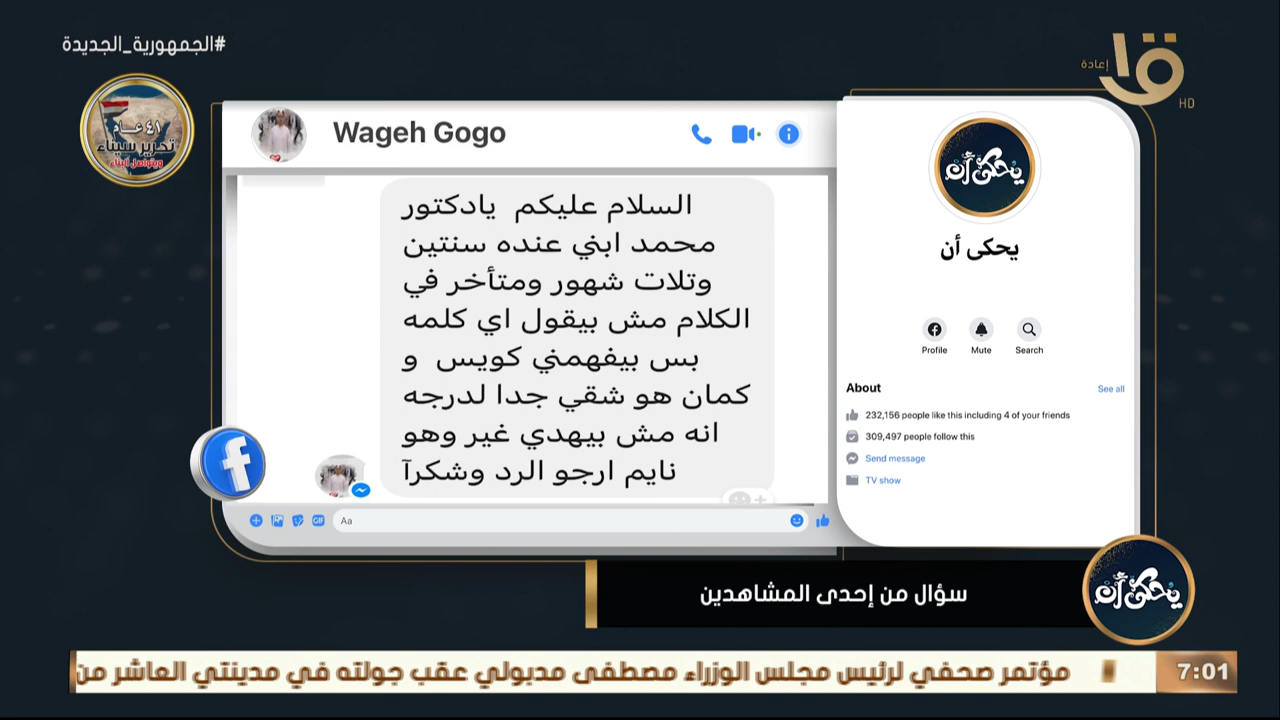 #الجمهورية_الجديدة
إعادة
HD
٤١ عام
تحرير سيناء
Wageh Gogo
السلام عليكم يادكتور
محمد ابني عنده سنتين
وتلات شهور ومتأخر في
الكلام مش بيقول اي كلمه
بس بيفهمني كويس و
كمان هو شقي جدا لدرجه
انه مش بيهدي غير وهو
نايم ارجو الرد وشكرآ
GIF
Aa
يحكى أن
يحكى أن
Profile
Mute
Search
About
See all
232,156 people like this including 4 of your friends
309,497 people follow this
Send message
TV show
سؤال من إحدى المشاهدين
يحكى أن
مؤتمر صحفي لرئيس مجلس الوزراء مصطفى مدبولي عقب جولته في مدينتي العاشر من
7:01